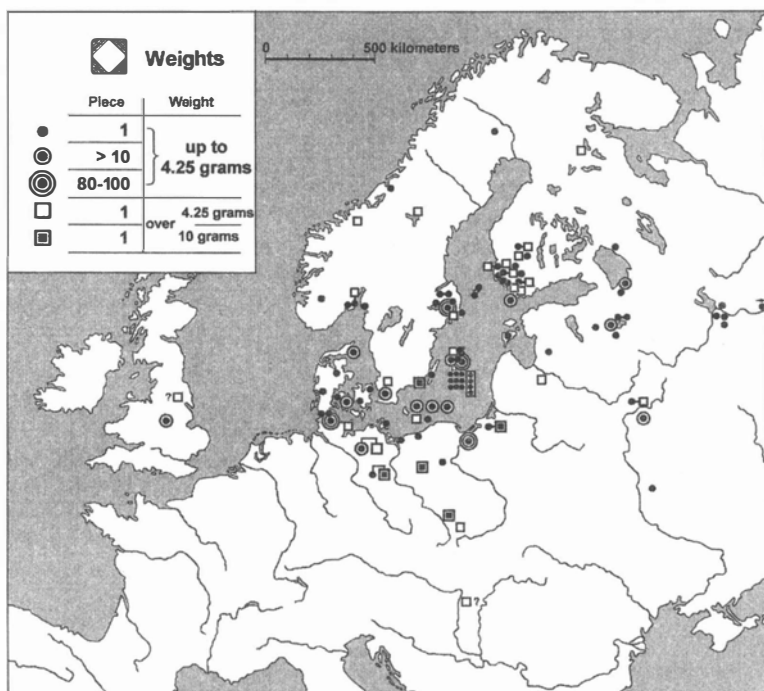 Weights
0 500 kilometers
Piece Weight
1
> 10
80-100
up to
4.25 grams
1
1
over
4.25 grams
10 grams
?
?